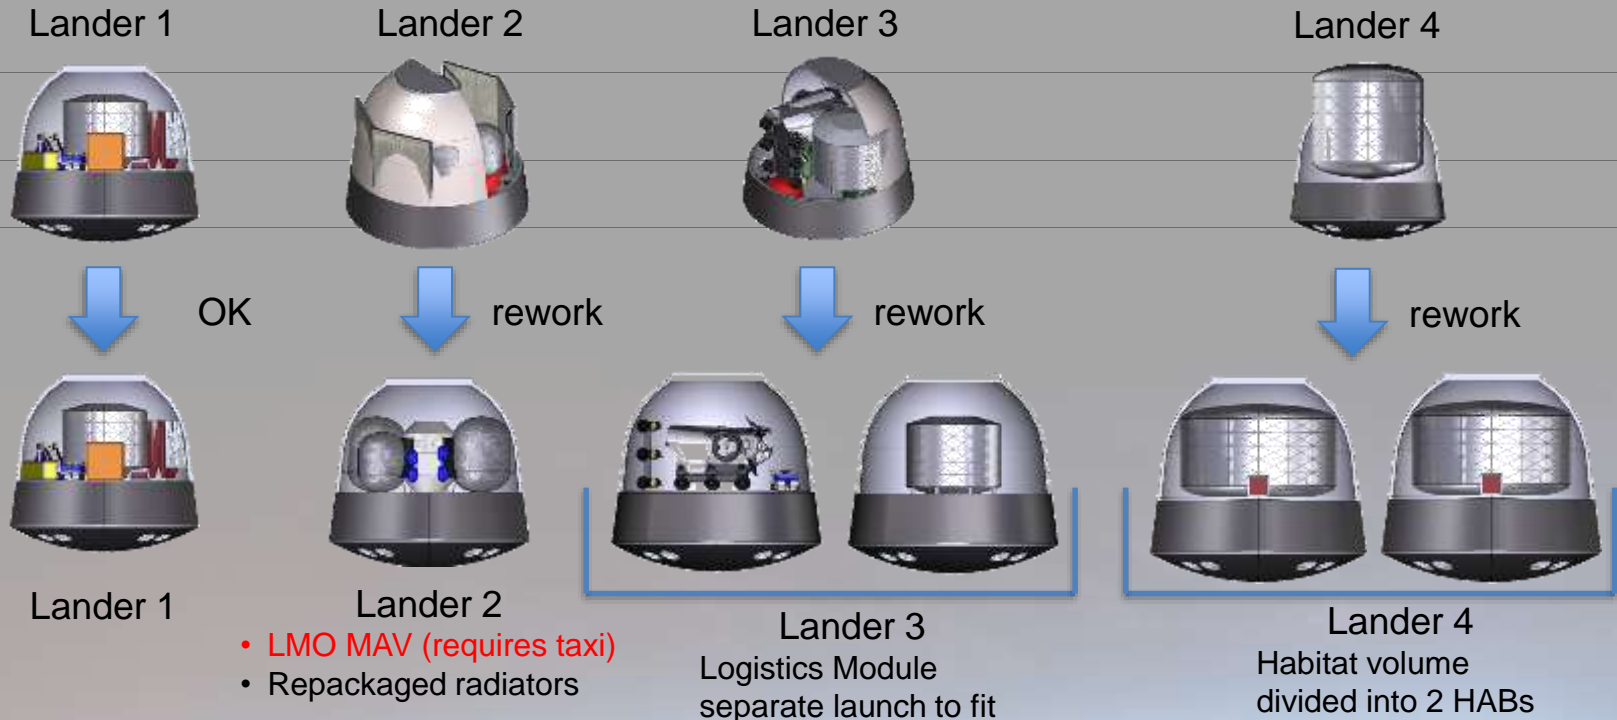 Lander 1
Lander 2
Lander 3
Lander 4
OK
rework
rework
rework
Lander 1
Lander 2
• LMO MAV (requires taxi)
• Repackaged radiators
Lander 3
Logistics Module
separate launch to fit
Lander 4
Habitat volume
divided into 2 HABs